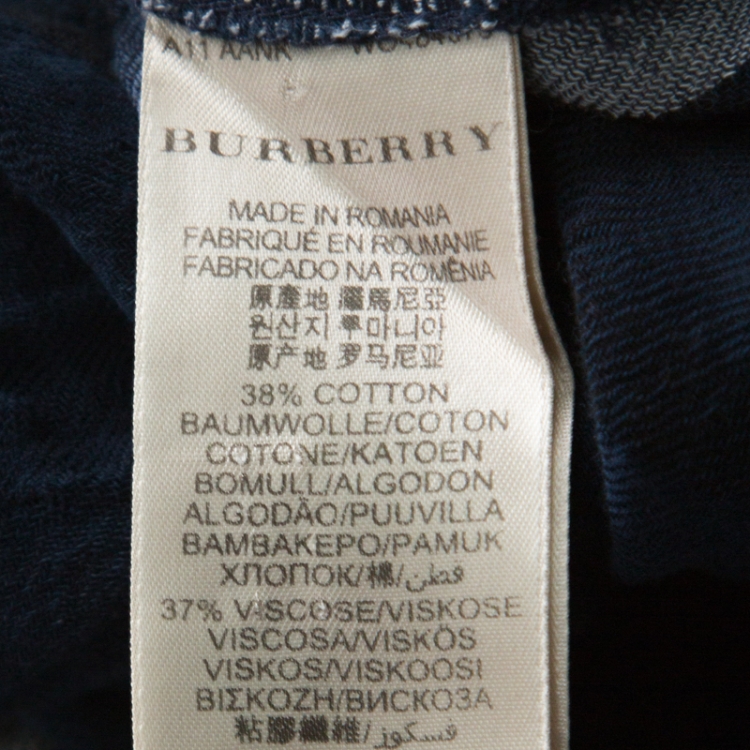 A11 AANK
BURBERRY
MADE IN ROMANIA
FABRIQUÉ EN ROUMANIE
FABRICADO NA ROMÊNIA
原產地 羅馬尼亞
원산지 루마니아
原产地 罗马尼亚
38% COTTON
BAUMWOLLE/COTON
COTONE/KATOEN
BOMULL/ALGODON
ALGODÃO/PUUVILLA
BAMBAKEPO/PAMUK
ХЛОПОК/棉/قطن
37% VISCOSE/VISKOSE
VISCOSA/VISKÖS
VISKOS/VISKOOSI
ΒΙΣΚΟΖΗ/ВИСКОЗА
粘膠纖維/فسكوز